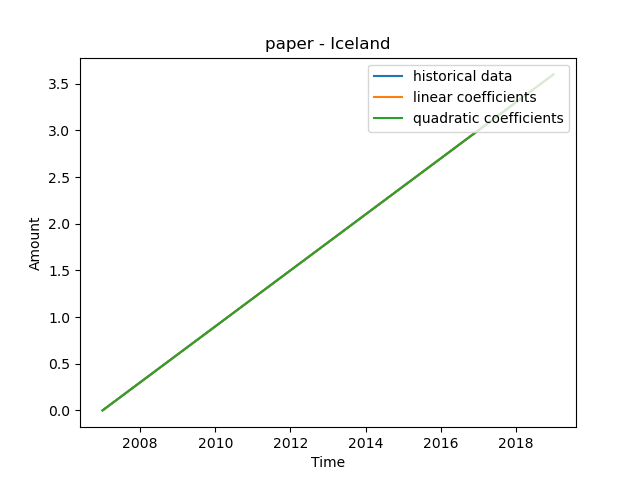 paper - Iceland
historical data
linear coefficients
quadratic coefficients
3.5
3.0
2.5
2.0
1.5
1.0
0.5
0.0
Amount
2008 2010 2012 2014 2016 2018
Time